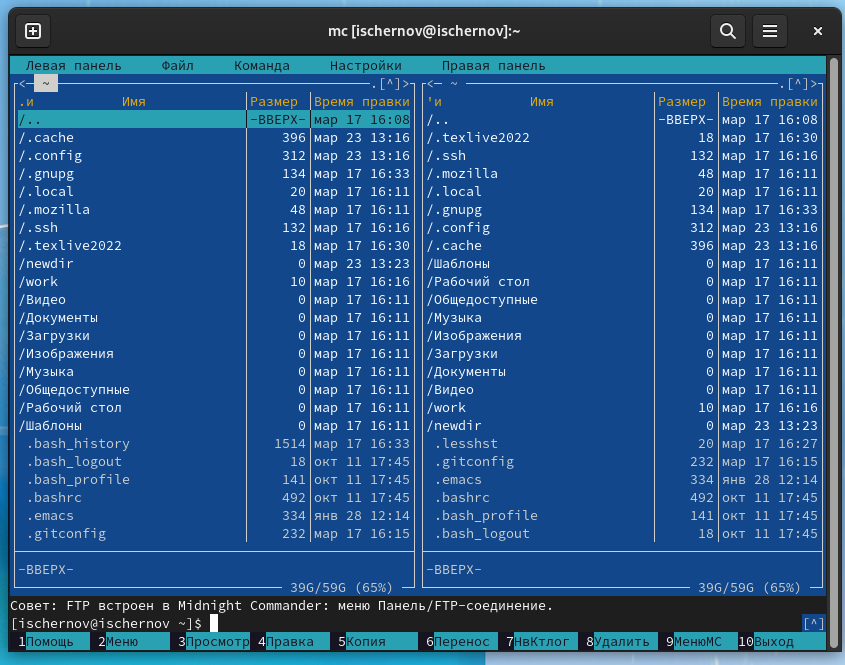 mc [ischernov@ischernov]:~
Левая панель Файл Команда Настройки Правая панель
<─ ~ .[^]> <─ ~ .[^]>
.и Имя Размер Время правки 'и Имя Размер Время правки
/.. -ВВЕРХ- мар 17 16:08 /.. -ВВЕРХ- мар 17 16:08
/.cache 396 мар 23 13:16 /.texlive2022 18 мар 17 16:30
/.config 312 мар 23 13:16 /.ssh 132 мар 17 16:16
/.gnupg 134 мар 17 16:33 /.mozilla 48 мар 17 16:11
/.local 20 мар 17 16:11 /.local 20 мар 17 16:11
/.mozilla 48 мар 17 16:11 /.gnupg 134 мар 17 16:33
/.ssh 132 мар 17 16:16 /.config 312 мар 23 13:16
/.texlive2022 18 мар 17 16:30 /.cache 396 мар 23 13:16
/newdir 0 мар 23 13:23 /Шаблоны 0 мар 17 16:11
/work 10 мар 17 16:16 /Рабочий стол 0 мар 17 16:11
/Видео 0 мар 17 16:11 /Общедоступные 0 мар 17 16:11
/Документы 0 мар 17 16:11 /Музыка 0 мар 17 16:11
/Загрузки 0 мар 17 16:11 /Изображения 0 мар 17 16:11
/Изображения 0 мар 17 16:11 /Загрузки 0 мар 17 16:11
/Музыка 0 мар 17 16:11 /Документы 0 мар 17 16:11
/Общедоступные 0 мар 17 16:11 /Видео 0 мар 17 16:11
/Рабочий стол 0 мар 17 16:11 /work 10 мар 17 16:16
/Шаблоны 0 мар 17 16:11 /newdir 0 мар 23 13:23
.bash_history 1514 мар 17 16:33 .lesshst 20 мар 17 16:27
.bash_logout 18 окт 11 17:45 .gitconfig 232 мар 17 16:15
.bash_profile 141 окт 11 17:45 .emacs 334 янв 28 12:14
.bashrc 492 окт 11 17:45 .bashrc 492 окт 11 17:45
.emacs 334 янв 28 12:14 .bash_profile 141 окт 11 17:45
.gitconfig 232 мар 17 16:15 .bash_logout 18 окт 11 17:45
-ВВЕРХ- -ВВЕРХ-
39G/59G (65%) 39G/59G (65%)
Совет: FTP встроен в Midnight Commander: меню Панель/FTP-соединение.
[ischernov@ischernov ~]$ [^]
1Помощь 2Меню 3Просмотр 4Правка 5Копия 6Перенос 7НвКтлог 8Удалить 9МенюMC 10Выход